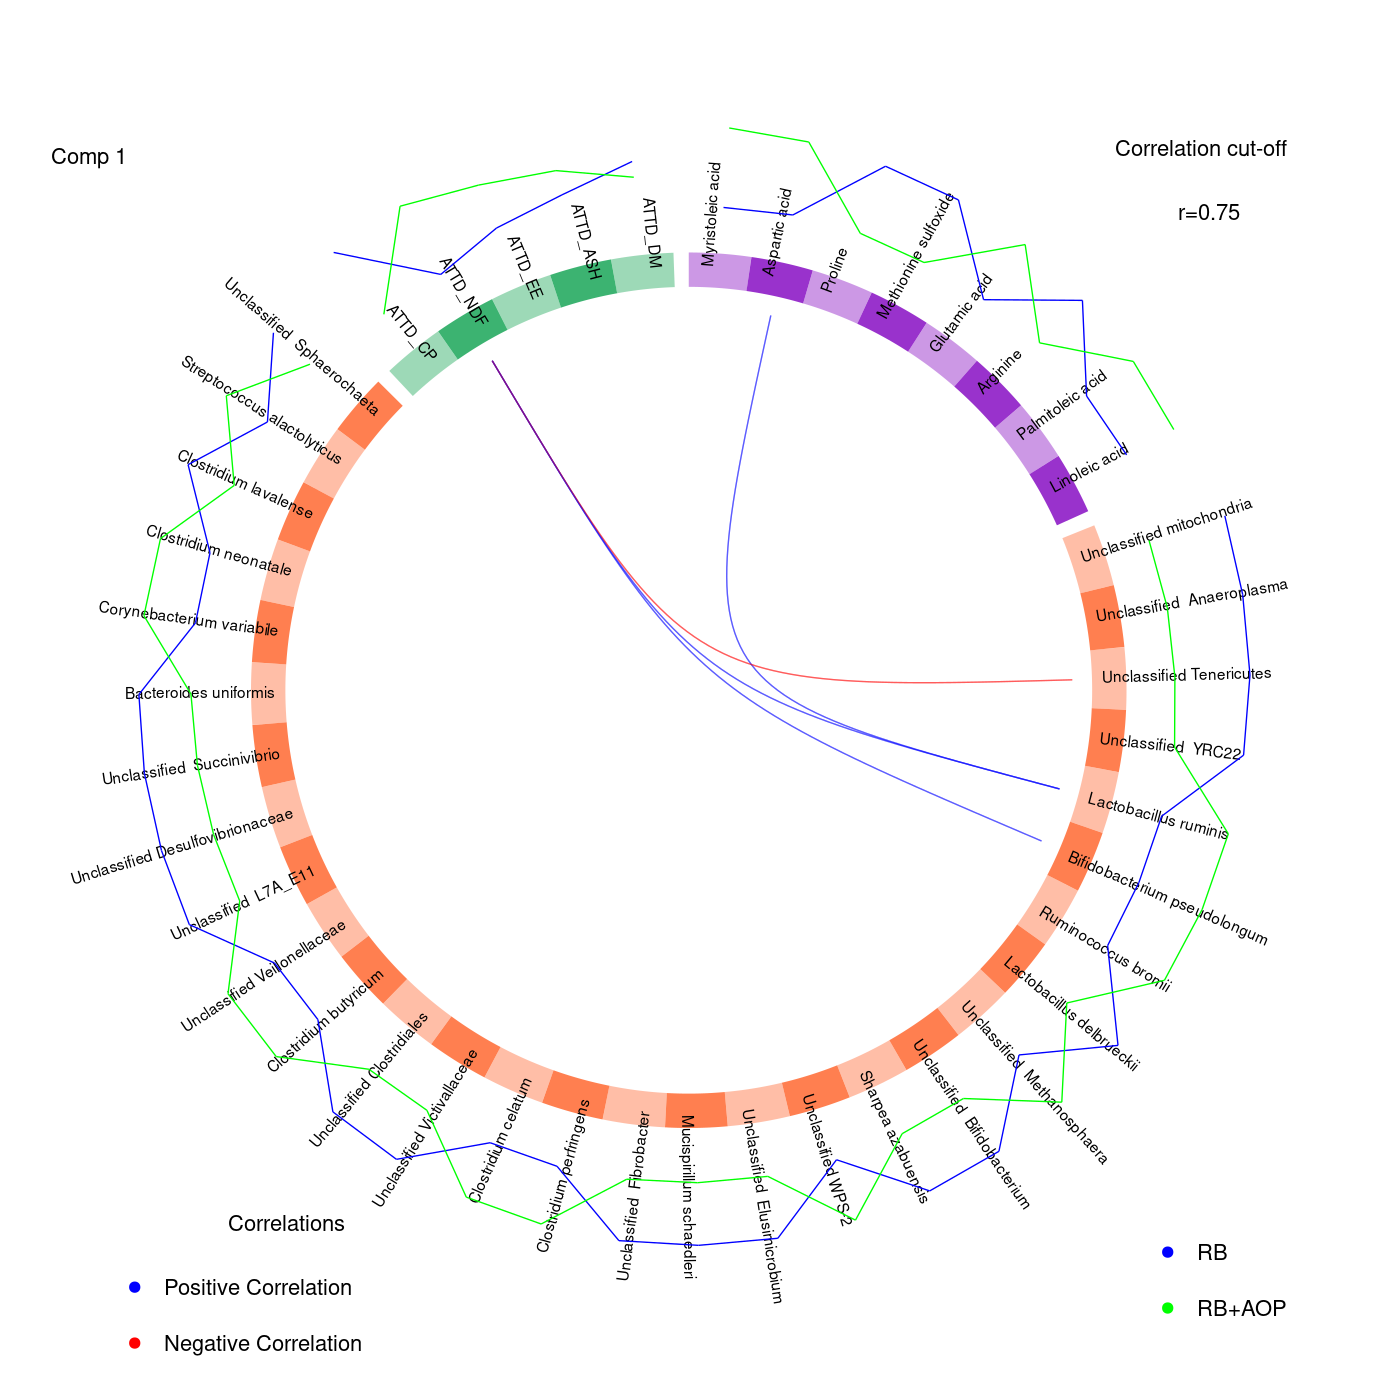 Comp 1
Correlation cut-off
r=0.75
Myristoleic acid
Aspartic acid
Proline
Methionine sulfoxide
Glutamic acid
Arginine
Palmitoleic acid
Linoleic acid
Unclassified mitochondria
Unclassified Anaeroplasma
Unclassified Tenericutes
Unclassified YRC22
Lactobacillus ruminis
Bifidobacterium pseudolongum
Ruminococcus bromii
Lactobacillus delbrueckii
Unclassified Methanosphaera
Unclassified Bifidobacterium
Sharpea azabuensis
Unclassified WPS-2
Unclassified Elusimicrobium
Mucispirillum schaedleri
Unclassified Fibrobacter
Clostridium perfringens
Clostridium celatum
Unclassified Victivallaceae
Unclassified Clostridiales
Clostridium butyricum
Unclassified Veillonellaceae
Unclassified L7A_E11
Unclassified Desulfovibrionaceae
Unclassified Succinivibrio
Bacteroides uniformis
Corynebacterium variabile
Clostridium neonatale
Clostridium lavalense
Streptococcus alactolyticus
Unclassified Sphaerochaeta
ATTD_CP
ATTD_NDF
ATTD_EE
ATTD_ASH
ATTD_DM
Correlations
Positive Correlation
Negative Correlation
RB
RB+AOP